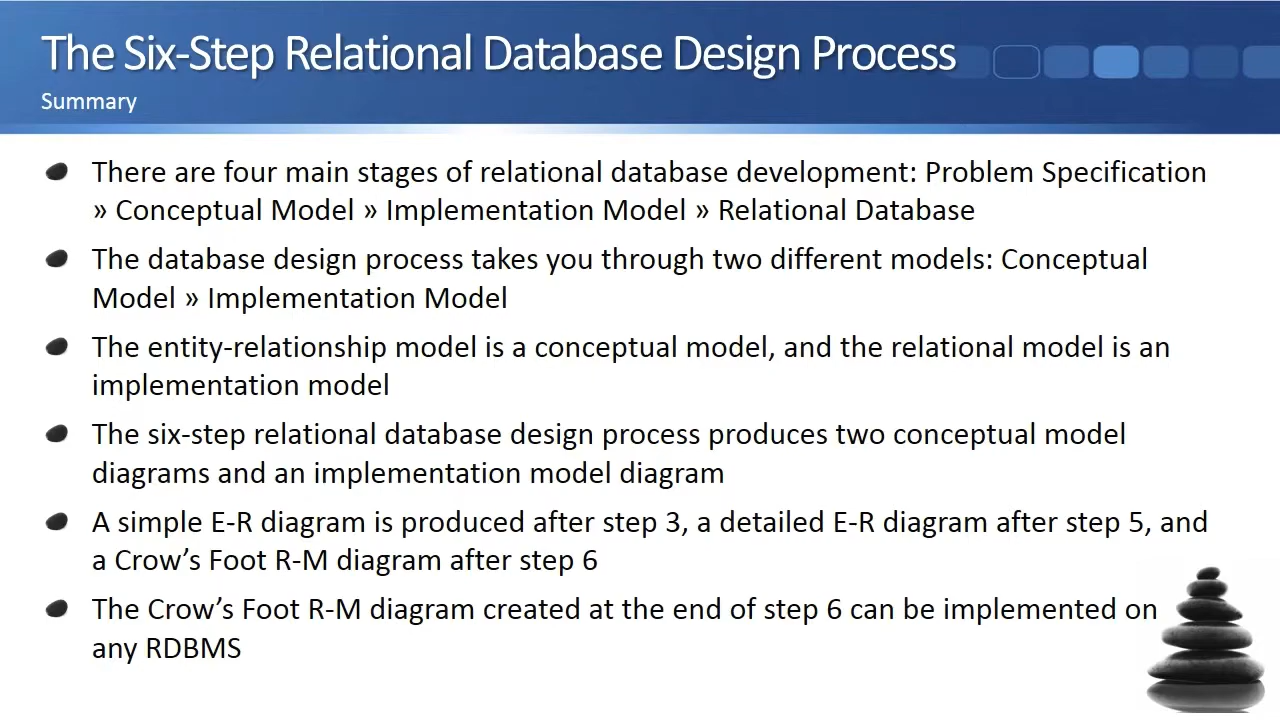 The Six-Step Relational Database Design Process
Summary
There are four main stages of relational database development: Problem Specification
» Conceptual Model » Implementation Model » Relational Database
The database design process takes you through two different models: Conceptual
Model » Implementation Model
The entity-relationship model is a conceptual model, and the relational model is an
implementation model
The six-step relational database design process produces two conceptual model
diagrams and an implementation model diagram
A simple E-R diagram is produced after step 3, a detailed E-R diagram after step 5, and
a Crow’s Foot R-M diagram after step 6
The Crow’s Foot R-M diagram created at the end of step 6 can be implemented on
any RDBMS